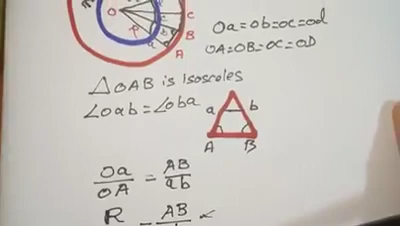 O
R
C
B
A
a
b
c
Oa=Ob=OC=Od
OA=OB=OC=OD
△OAB is Isosceles
∠Oab=∠Oba
a b
A B
Oa/OA = AB/ab
R = AB